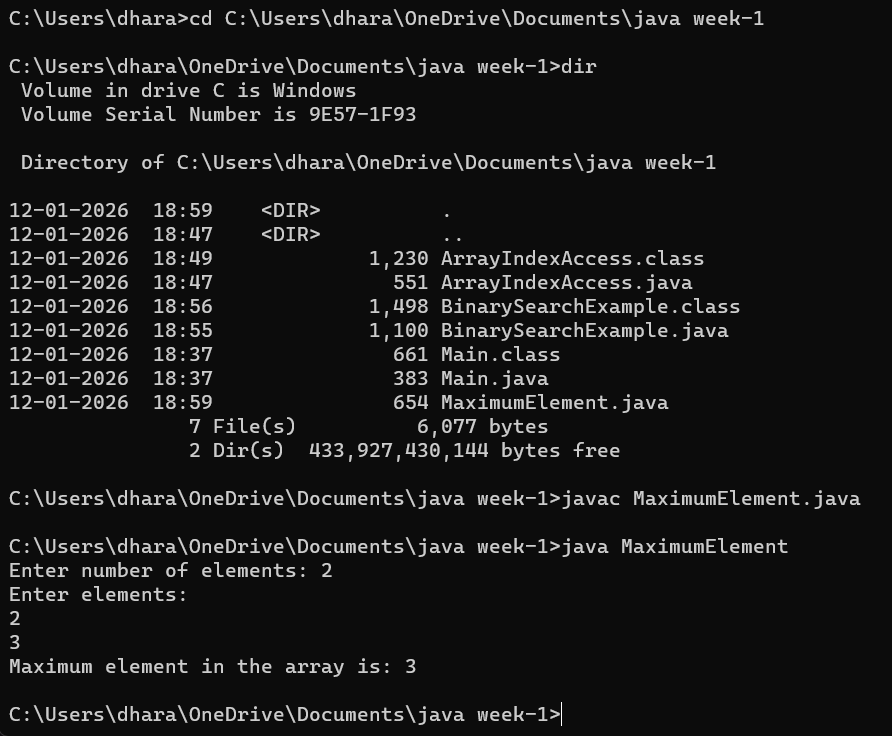 C:\Users\dhara>cd C:\Users\dhara\OneDrive\Documents\java week-1
C:\Users\dhara\OneDrive\Documents\java week-1>dir
 Volume in drive C is Windows
 Volume Serial Number is 9E57-1F93
 Directory of C:\Users\dhara\OneDrive\Documents\java week-1
12-01-2026  18:59    <DIR>          .
12-01-2026  18:47    <DIR>          ..
12-01-2026  18:49             1,230 ArrayIndexAccess.class
12-01-2026  18:47               551 ArrayIndexAccess.java
12-01-2026  18:56             1,498 BinarySearchExample.class
12-01-2026  18:55             1,100 BinarySearchExample.java
12-01-2026  18:37               661 Main.class
12-01-2026  18:37               383 Main.java
12-01-2026  18:59               654 MaximumElement.java
               7 File(s)          6,077 bytes
               2 Dir(s)  433,927,430,144 bytes free
C:\Users\dhara\OneDrive\Documents\java week-1>javac MaximumElement.java
C:\Users\dhara\OneDrive\Documents\java week-1>java MaximumElement
Enter number of elements: 2
Enter elements:
2
3
Maximum element in the array is: 3
C:\Users\dhara\OneDrive\Documents\java week-1>